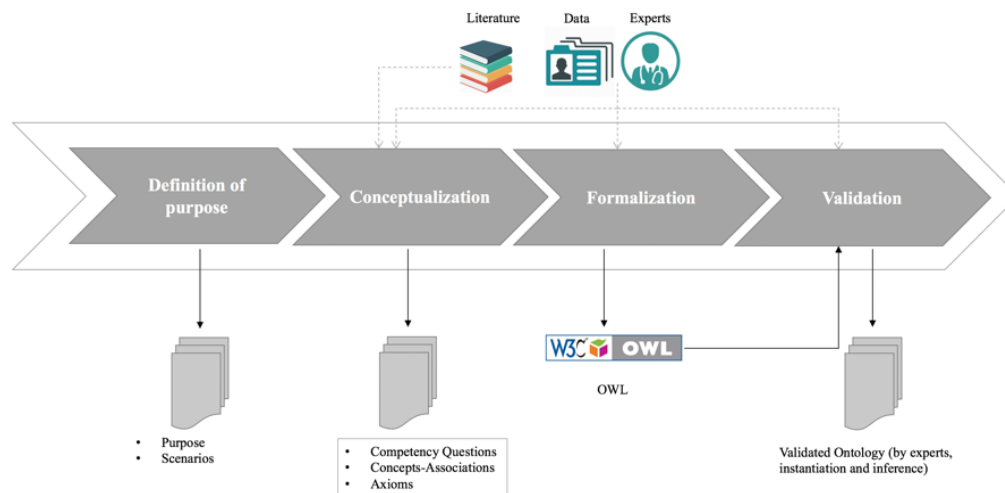 Literature
Data
Experts
Definition of
purpose
Conceptualization
Formalization
Validation
W3C OWL
OWL
• Purpose
• Scenarios
• Competency Questions
• Concepts-Associations
• Axioms
Validated Ontology (by experts,
instantiation and inference)